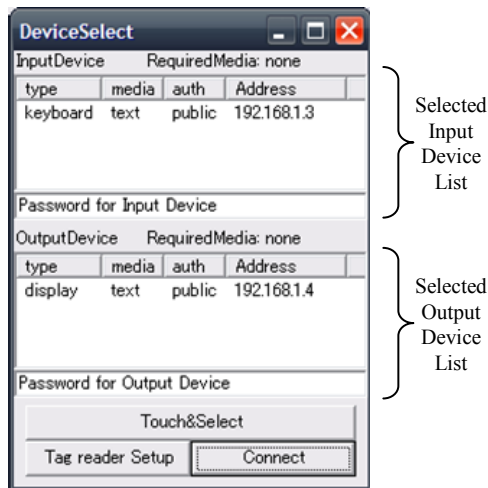 DeviceSelect
InputDevice RequiredMedia: none
type media auth Address
keyboard text public 192.168.1.3
Password for Input Device
Selected
Input
Device
List
OutputDevice RequiredMedia: none
type media auth Address
display text public 192.168.1.4
Password for Output Device
Selected
Output
Device
List
Touch&Select
Tag reader Setup Connect